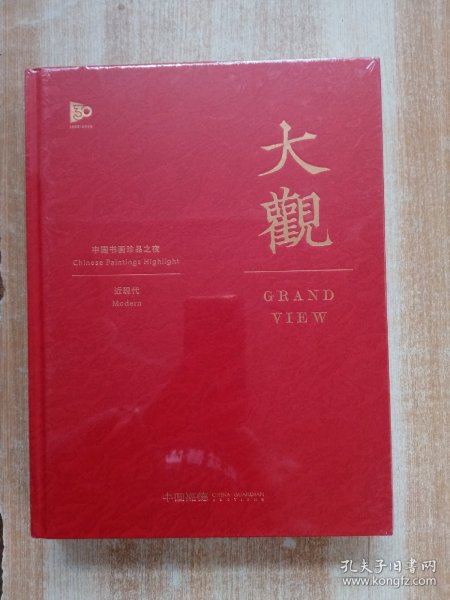 大觀
GRAND
VIEW
中国书画珍品之夜
Chinese Paintings Highlight
近现代
Modern
中国嘉德 CHINA GUARDIAN
AUCTIONS
孔夫子旧书网
www.kongfz.com